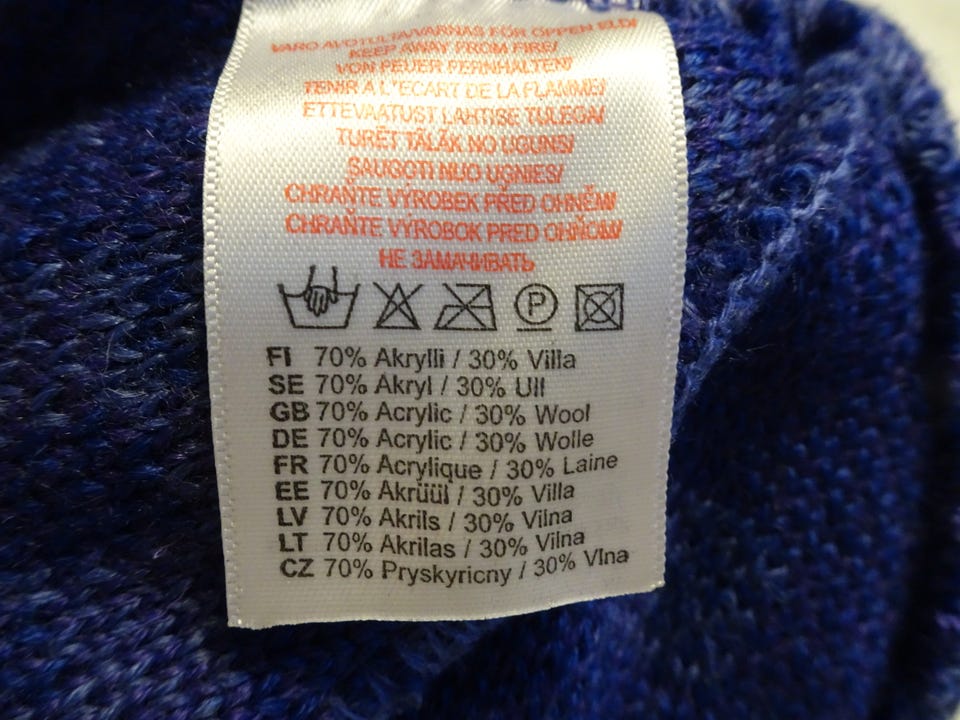 VARO AVOTULTA/VARNAS FÖR ÖPPEN ELD/
KEEP AWAY FROM FIRE/
VON FEUER FERNHALTEN/
TENIR A L'ECART DE LA FLAMME/
ETTEVAATUST LAHTISE TULEGA/
TURĒT TĀLĀK NO UGUNS/
SAUGOTI NUO UGNIES/
CHRAŇTE VÝROBEK PŘED OHNĚM/
CHRAŇTE VÝROBOK PRED OHŇOM/
НЕ ЗАМАЧИВАТЬ
P
FI 70% Akrylli / 30% Villa
SE 70% Akryl / 30% Ull
GB 70% Acrylic / 30% Wool
DE 70% Acrylic / 30% Wolle
FR 70% Acrylique / 30% Laine
EE 70% Akrüül / 30% Villa
LV 70% Akrils / 30% Vilna
LT 70% Akrilas / 30% Vilna
CZ 70% Pryskyricny / 30% Vlna